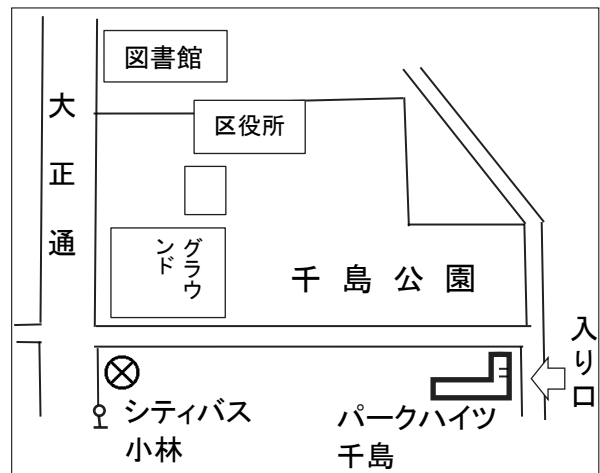 図書館
区役所
大正通
グラウンド
千島公園
入り口
シティバス
小林
パークハイツ
千島